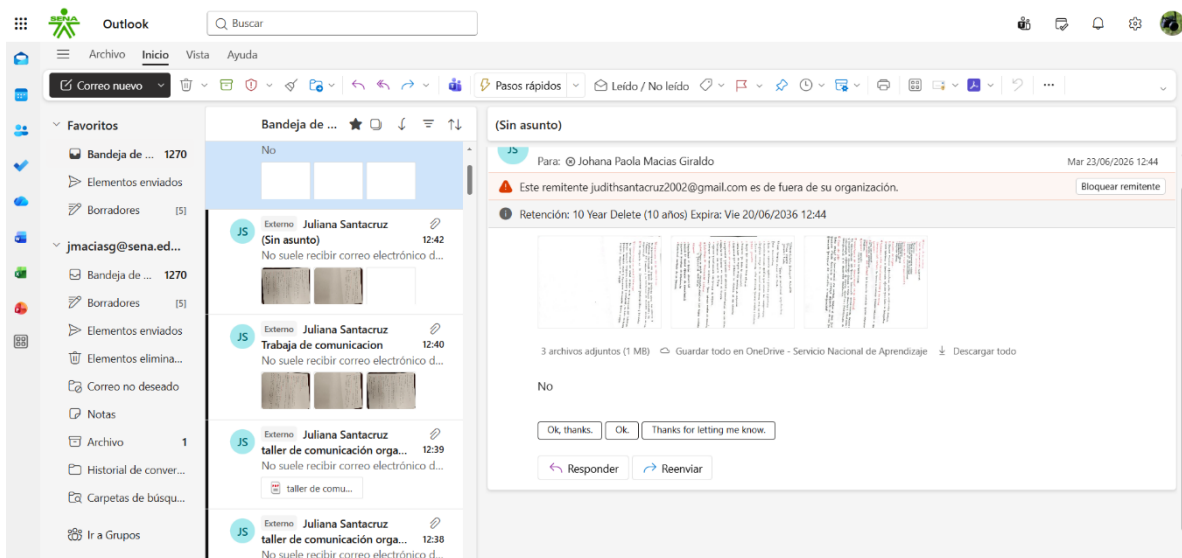 SENA
Outlook
Buscar
Archivo Inicio Vista Ayuda
Correo nuevo
Pasos rápidos
Leído / No leído
Favoritos
Bandeja de ... 1270
Elementos enviados
Borradores [5]
jmaciasg@sena.ed...
Bandeja de ... 1270
Borradores [5]
Elementos enviados
Elementos elimina...
Correo no deseado
Notas
Archivo 1
Historial de conver...
Carpetas de búsqu...
Ir a Grupos
Bandeja de ...
No
JS
Externo Juliana Santacruz
(Sin asunto) 12:42
No suele recibir correo electrónico d...
JS
Externo Juliana Santacruz
Trabaja de comunicacion 12:40
No suele recibir correo electrónico d...
JS
Externo Juliana Santacruz
taller de comunicación orga... 12:39
No suele recibir correo electrónico d...
taller de comu...
JS
Externo Juliana Santacruz
taller de comunicación orga... 12:38
No suele recibir correo electrónico d...
(Sin asunto)
JS
Para: Johana Paola Macias Giraldo
Mar 23/06/2026 12:44
Este remitente judithsantacruz2002@gmail.com es de fuera de su organización.
Bloquear remitente
Retención: 10 Year Delete (10 años) Expira: Vie 20/06/2036 12:44
3 archivos adjuntos (1 MB) Guardar todo en OneDrive - Servicio Nacional de Aprendizaje Descargar todo
No
Ok, thanks. Ok. Thanks for letting me know.
Responder Reenviar